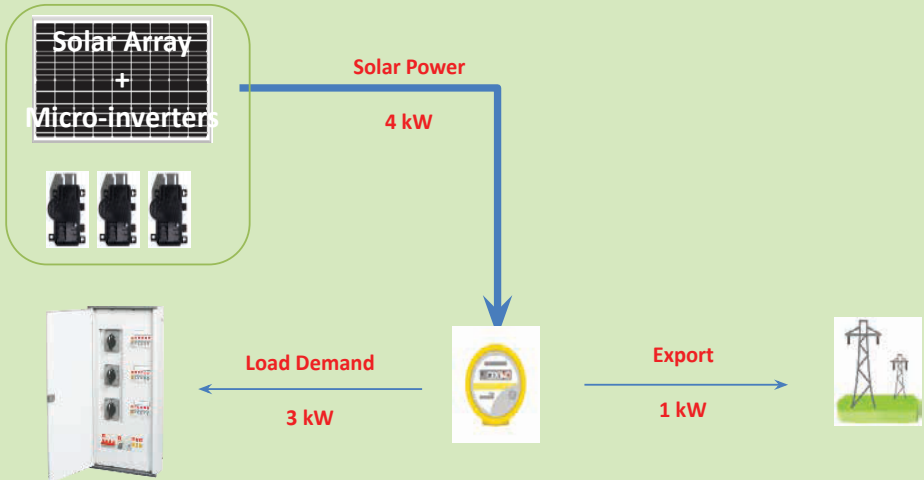 Solar Array
+
Micro-inverters
Solar Power
4 kW
Load Demand
3 kW
Export
1 kW